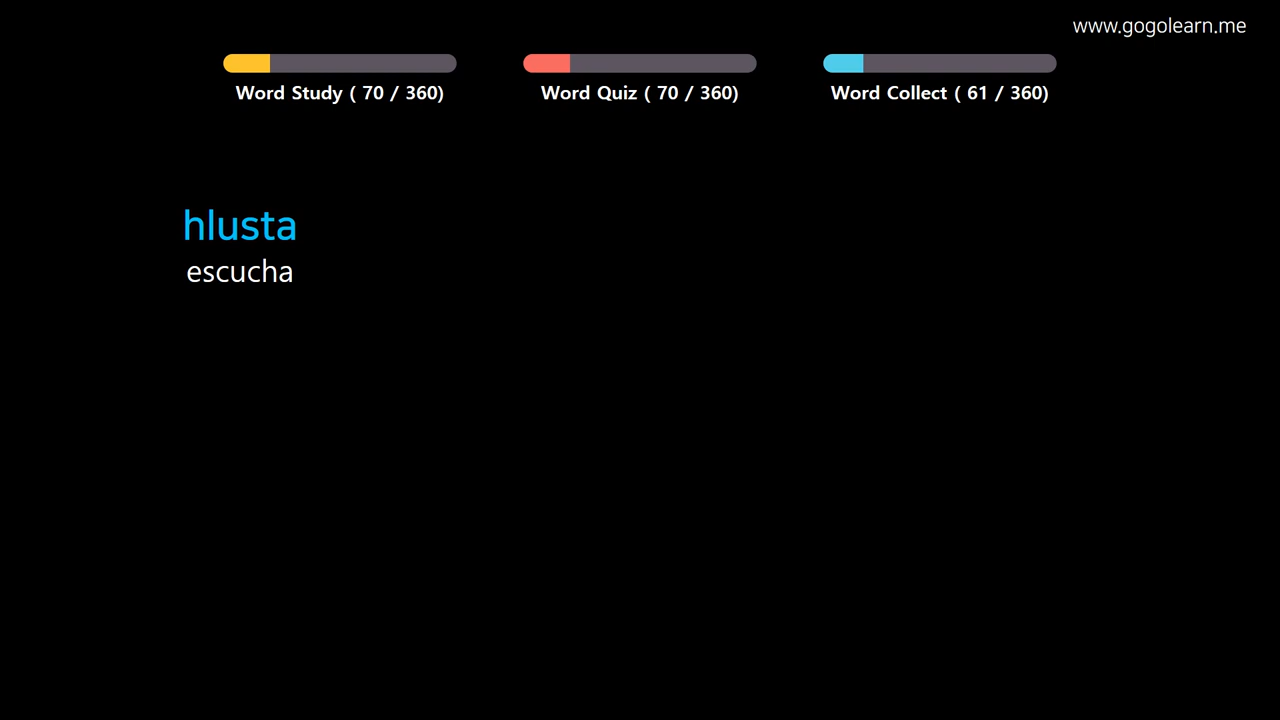 www.gogolearn.me
Word Study ( 70 / 360)
Word Quiz ( 70 / 360)
Word Collect ( 61 / 360)
hlusta
escucha